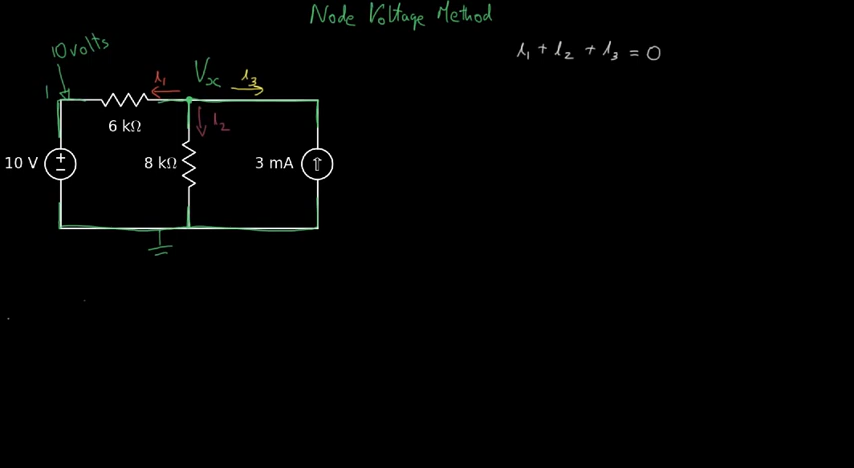 Node Voltage Method
10volts
i₁ + i₂ + i₃ = 0
1
i₁
Vx
i₃
6 kΩ
i₂
10 V
8 kΩ
3 mA